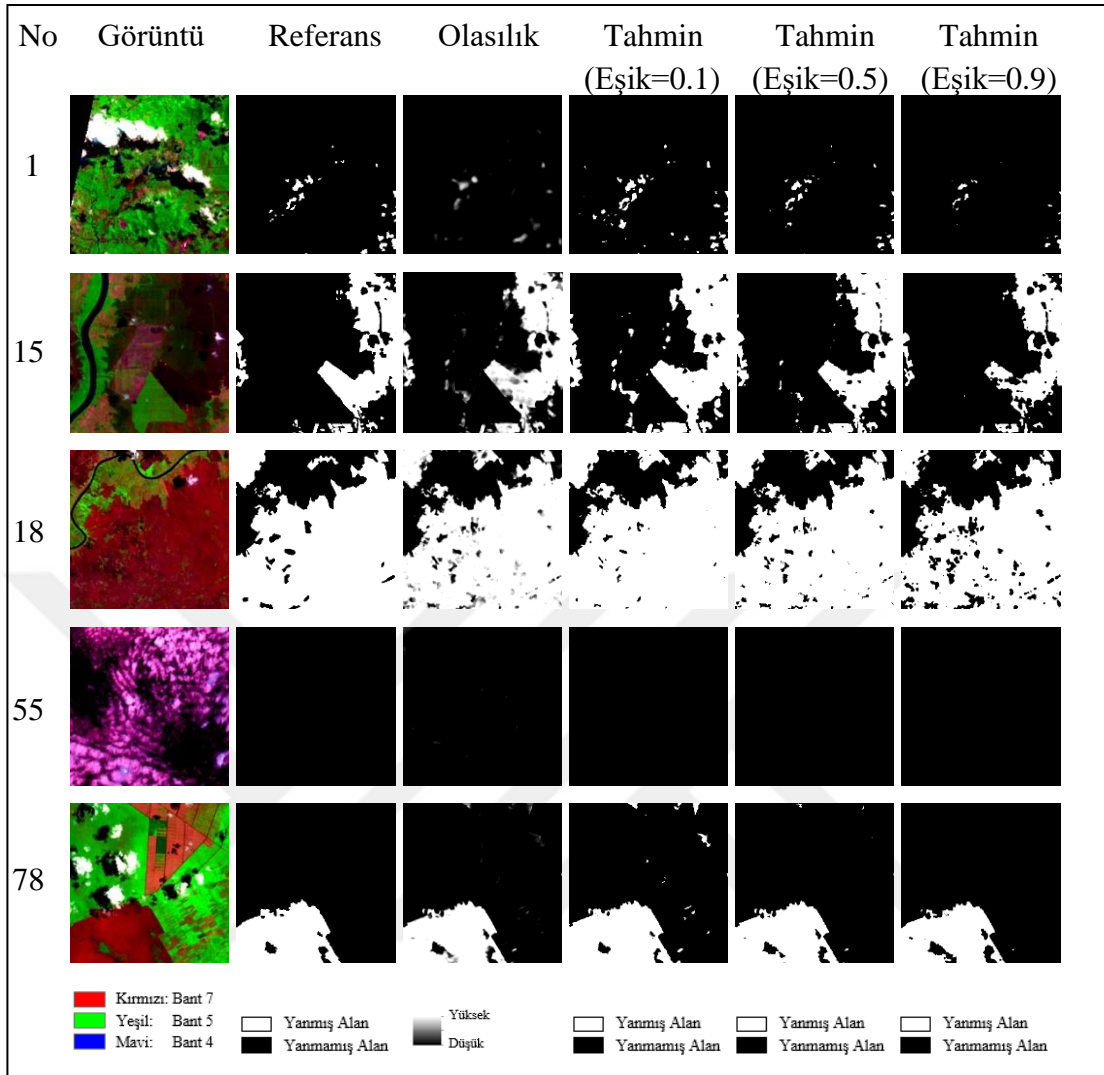 No Görüntü Referans Olasılık Tahmin Tahmin Tahmin
(Eşik=0.1) (Eşik=0.5) (Eşik=0.9)
1
15
18
55
78
Kırmızı: Bant 7
Yeşil: Bant 5
Mavi: Bant 4
Yanmış Alan
Yanmamış Alan
Yüksek
Düşük
Yanmış Alan
Yanmamış Alan
Yanmış Alan
Yanmamış Alan
Yanmış Alan
Yanmamış Alan